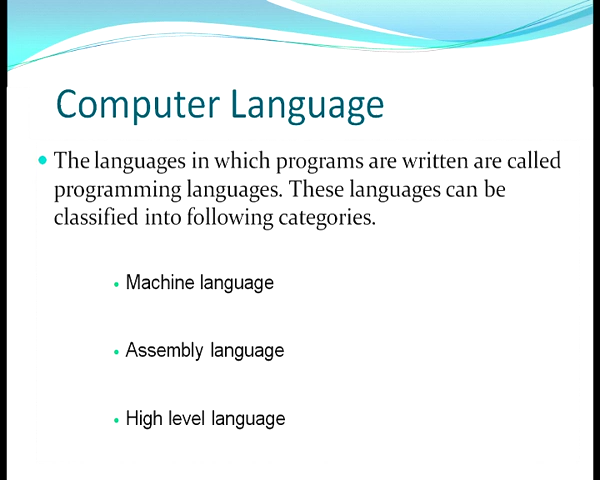 Computer Language
The languages in which programs are written are called
programming languages. These languages can be
classified into following categories.
Machine language
Assembly language
High level language